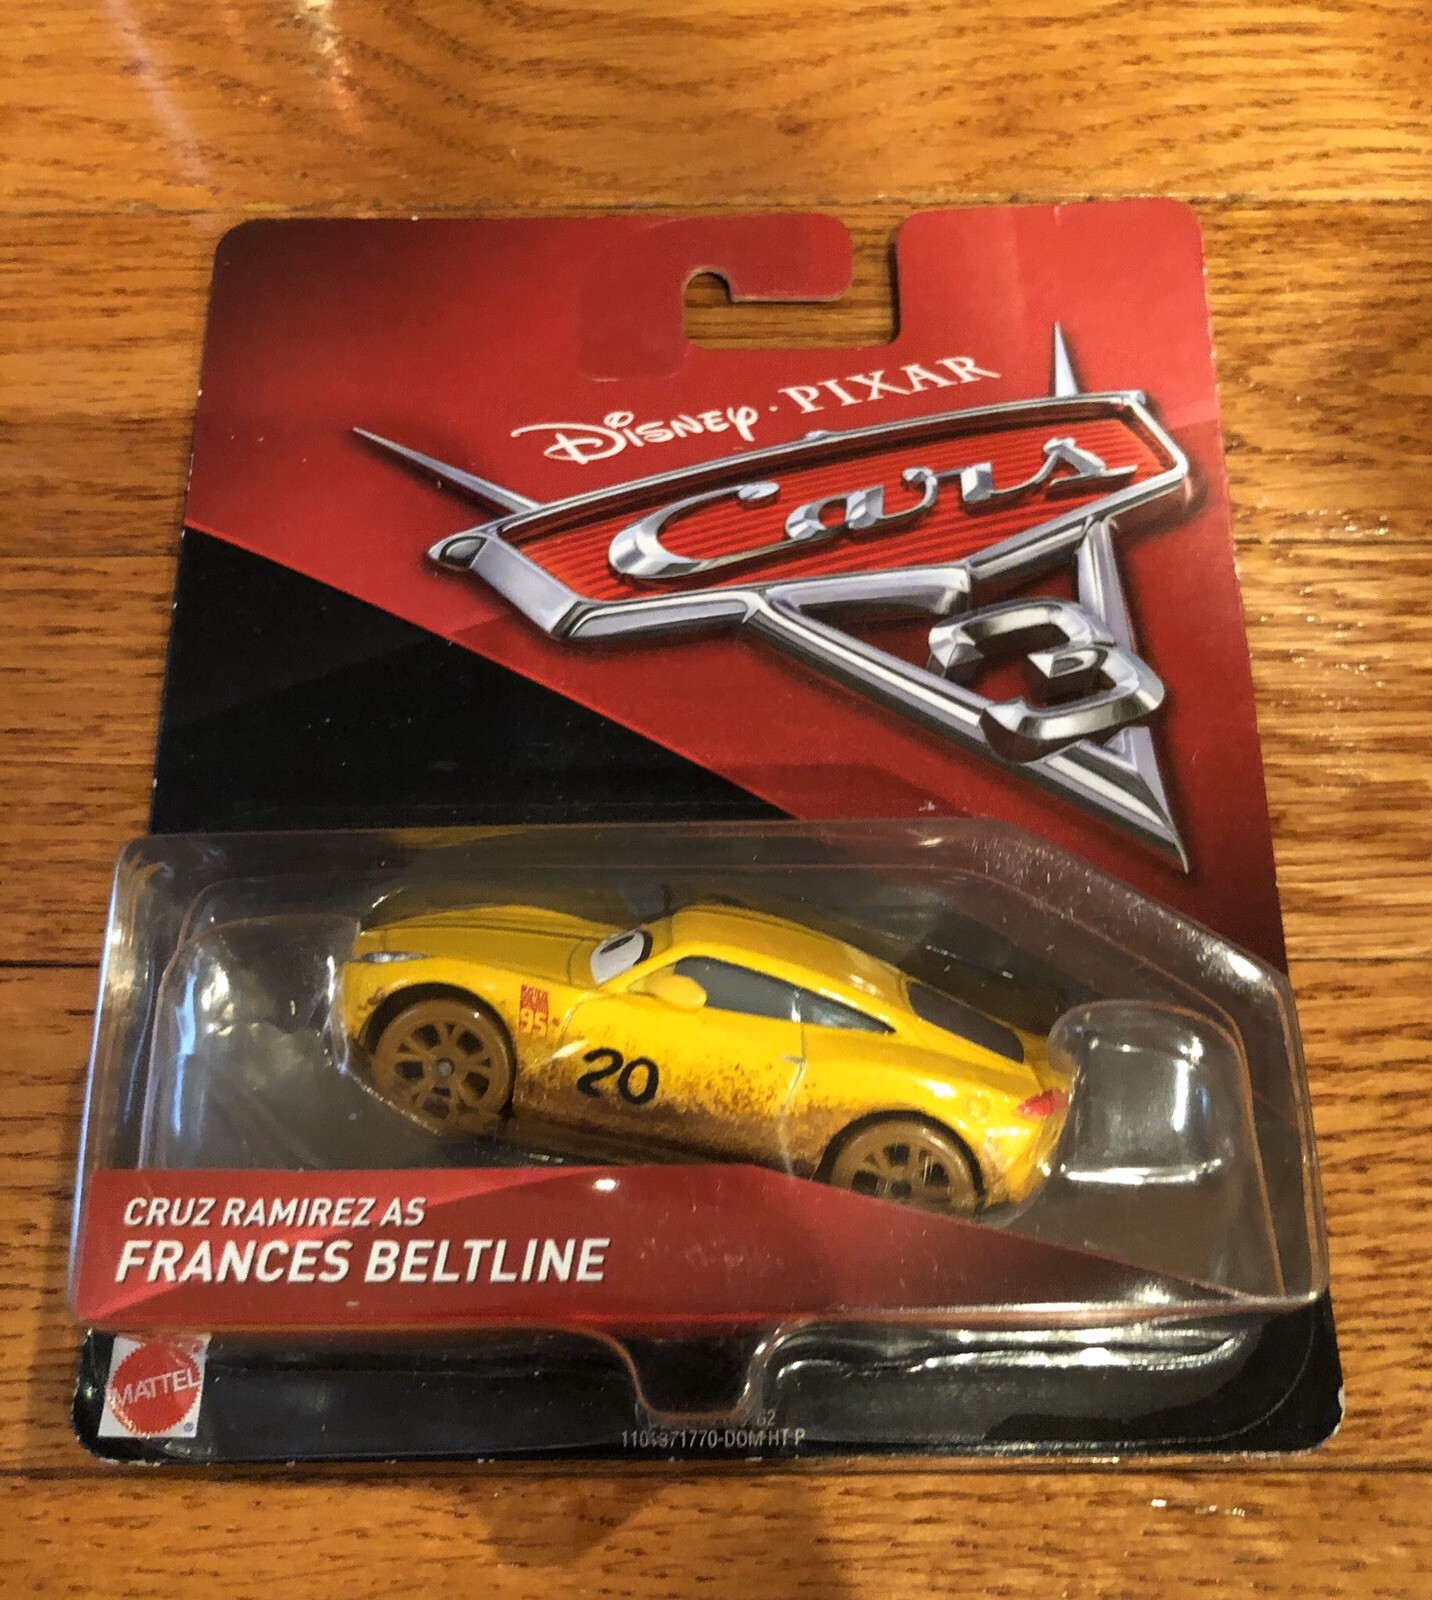 Disney · PIXAR
Cars
3
95
20
CRUZ RAMIREZ AS
FRANCES BELTLINE
MATTEL
®